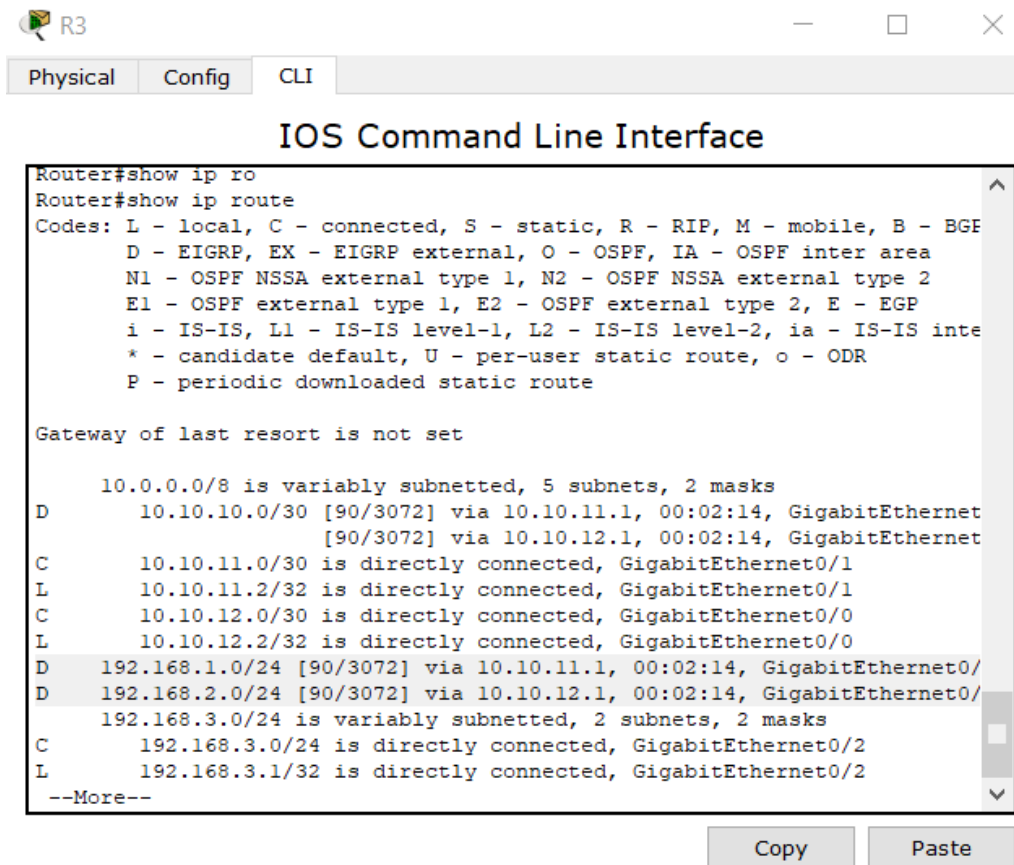 R3
Physical Config CLI
IOS Command Line Interface
Router#show ip ro
Router#show ip route
Codes: L - local, C - connected, S - static, R - RIP, M - mobile, B - BGP
D - EIGRP, EX - EIGRP external, O - OSPF, IA - OSPF inter area
N1 - OSPF NSSA external type 1, N2 - OSPF NSSA external type 2
E1 - OSPF external type 1, E2 - OSPF external type 2, E - EGP
i - IS-IS, L1 - IS-IS level-1, L2 - IS-IS level-2, ia - IS-IS inte
* - candidate default, U - per-user static route, o - ODR
P - periodic downloaded static route
Gateway of last resort is not set
10.0.0.0/8 is variably subnetted, 5 subnets, 2 masks
D 10.10.10.0/30 [90/3072] via 10.10.11.1, 00:02:14, GigabitEthernet
[90/3072] via 10.10.12.1, 00:02:14, GigabitEthernet
C 10.10.11.0/30 is directly connected, GigabitEthernet0/1
L 10.10.11.2/32 is directly connected, GigabitEthernet0/1
C 10.10.12.0/30 is directly connected, GigabitEthernet0/0
L 10.10.12.2/32 is directly connected, GigabitEthernet0/0
D 192.168.1.0/24 [90/3072] via 10.10.11.1, 00:02:14, GigabitEthernet0/
D 192.168.2.0/24 [90/3072] via 10.10.12.1, 00:02:14, GigabitEthernet0/
192.168.3.0/24 is variably subnetted, 2 subnets, 2 masks
C 192.168.3.0/24 is directly connected, GigabitEthernet0/2
L 192.168.3.1/32 is directly connected, GigabitEthernet0/2
--More--
Copy Paste